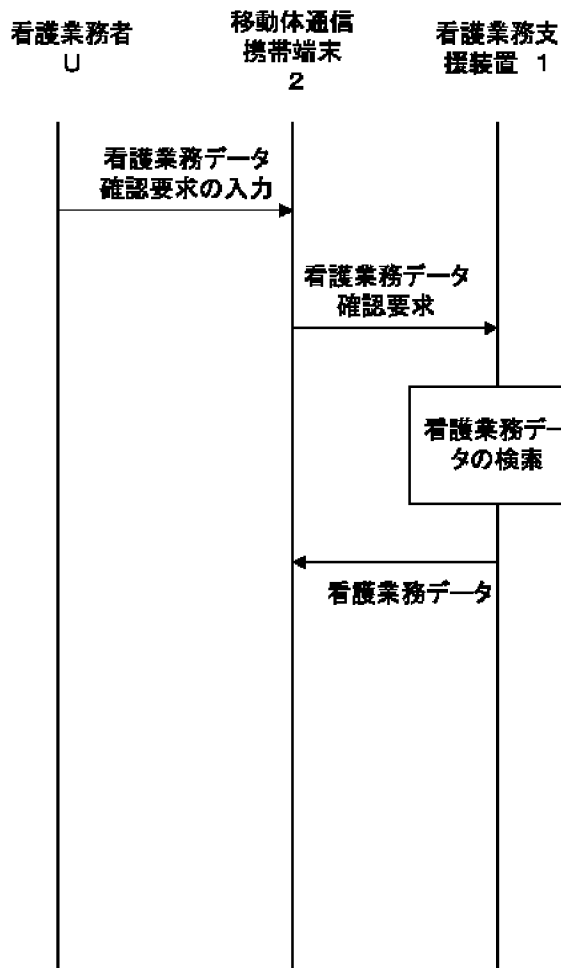 看護業務者
U
移動体通信
携帯端末
2
看護業務支
援装置 1
看護業務データ
確認要求の入力
看護業務データ
確認要求
看護業務デー
タの検索
看護業務データ